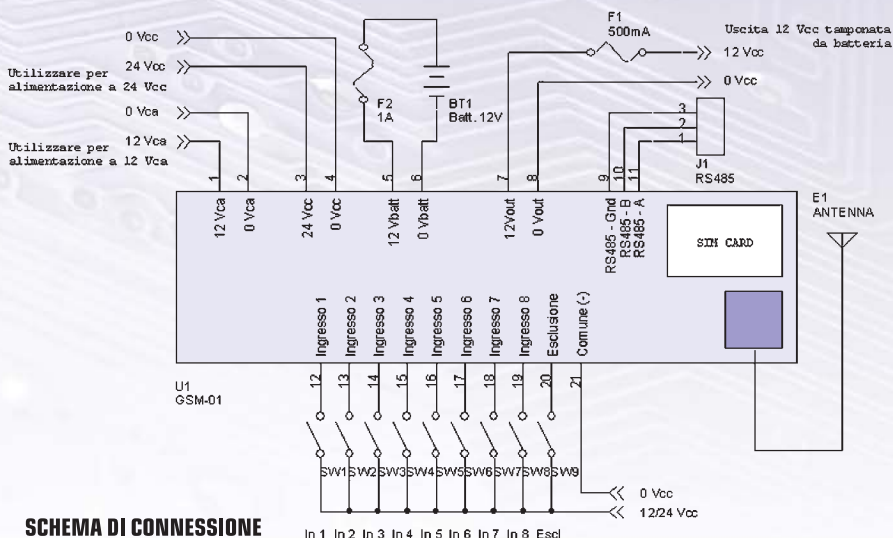 F1
500mA
Uscita 12 Vcc tamponata
da batteria
0 Vcc
24 Vcc
Utilizzare per
alimentazione a 24 Vcc
0 Vca
12 Vca
Utilizzare per
alimentazione a 12 Vca
F2
1A
BT1
Batt. 12V
12 Vcc
0 Vcc
3
2
1
J1
RS485
E1
ANTENNA
1
2
3
4
5
6
7
8
9
10
11
12 Vca
0 Vca
24 Vcc
0 Vcc
12 Vbatt
0 Vbatt
12Vout
0 Vout
RS485 - Gnd
RS485 - B
RS485 - A
SIM CARD
Ingresso 1
Ingresso 2
Ingresso 3
Ingresso 4
Ingresso 5
Ingresso 6
Ingresso 7
Ingresso 8
Esclusione
Comune (-)
U1
GSM-01
12
13
14
15
16
17
18
19
20
21
SW1
SW2
SW3
SW4
SW5
SW6
SW7
SW8
SW9
0 Vcc
12/24 Vcc
SCHEMA DI CONNESSIONE
In 1 In 2 In 3 In 4 In 5 In 6 In 7 In 8 Escl